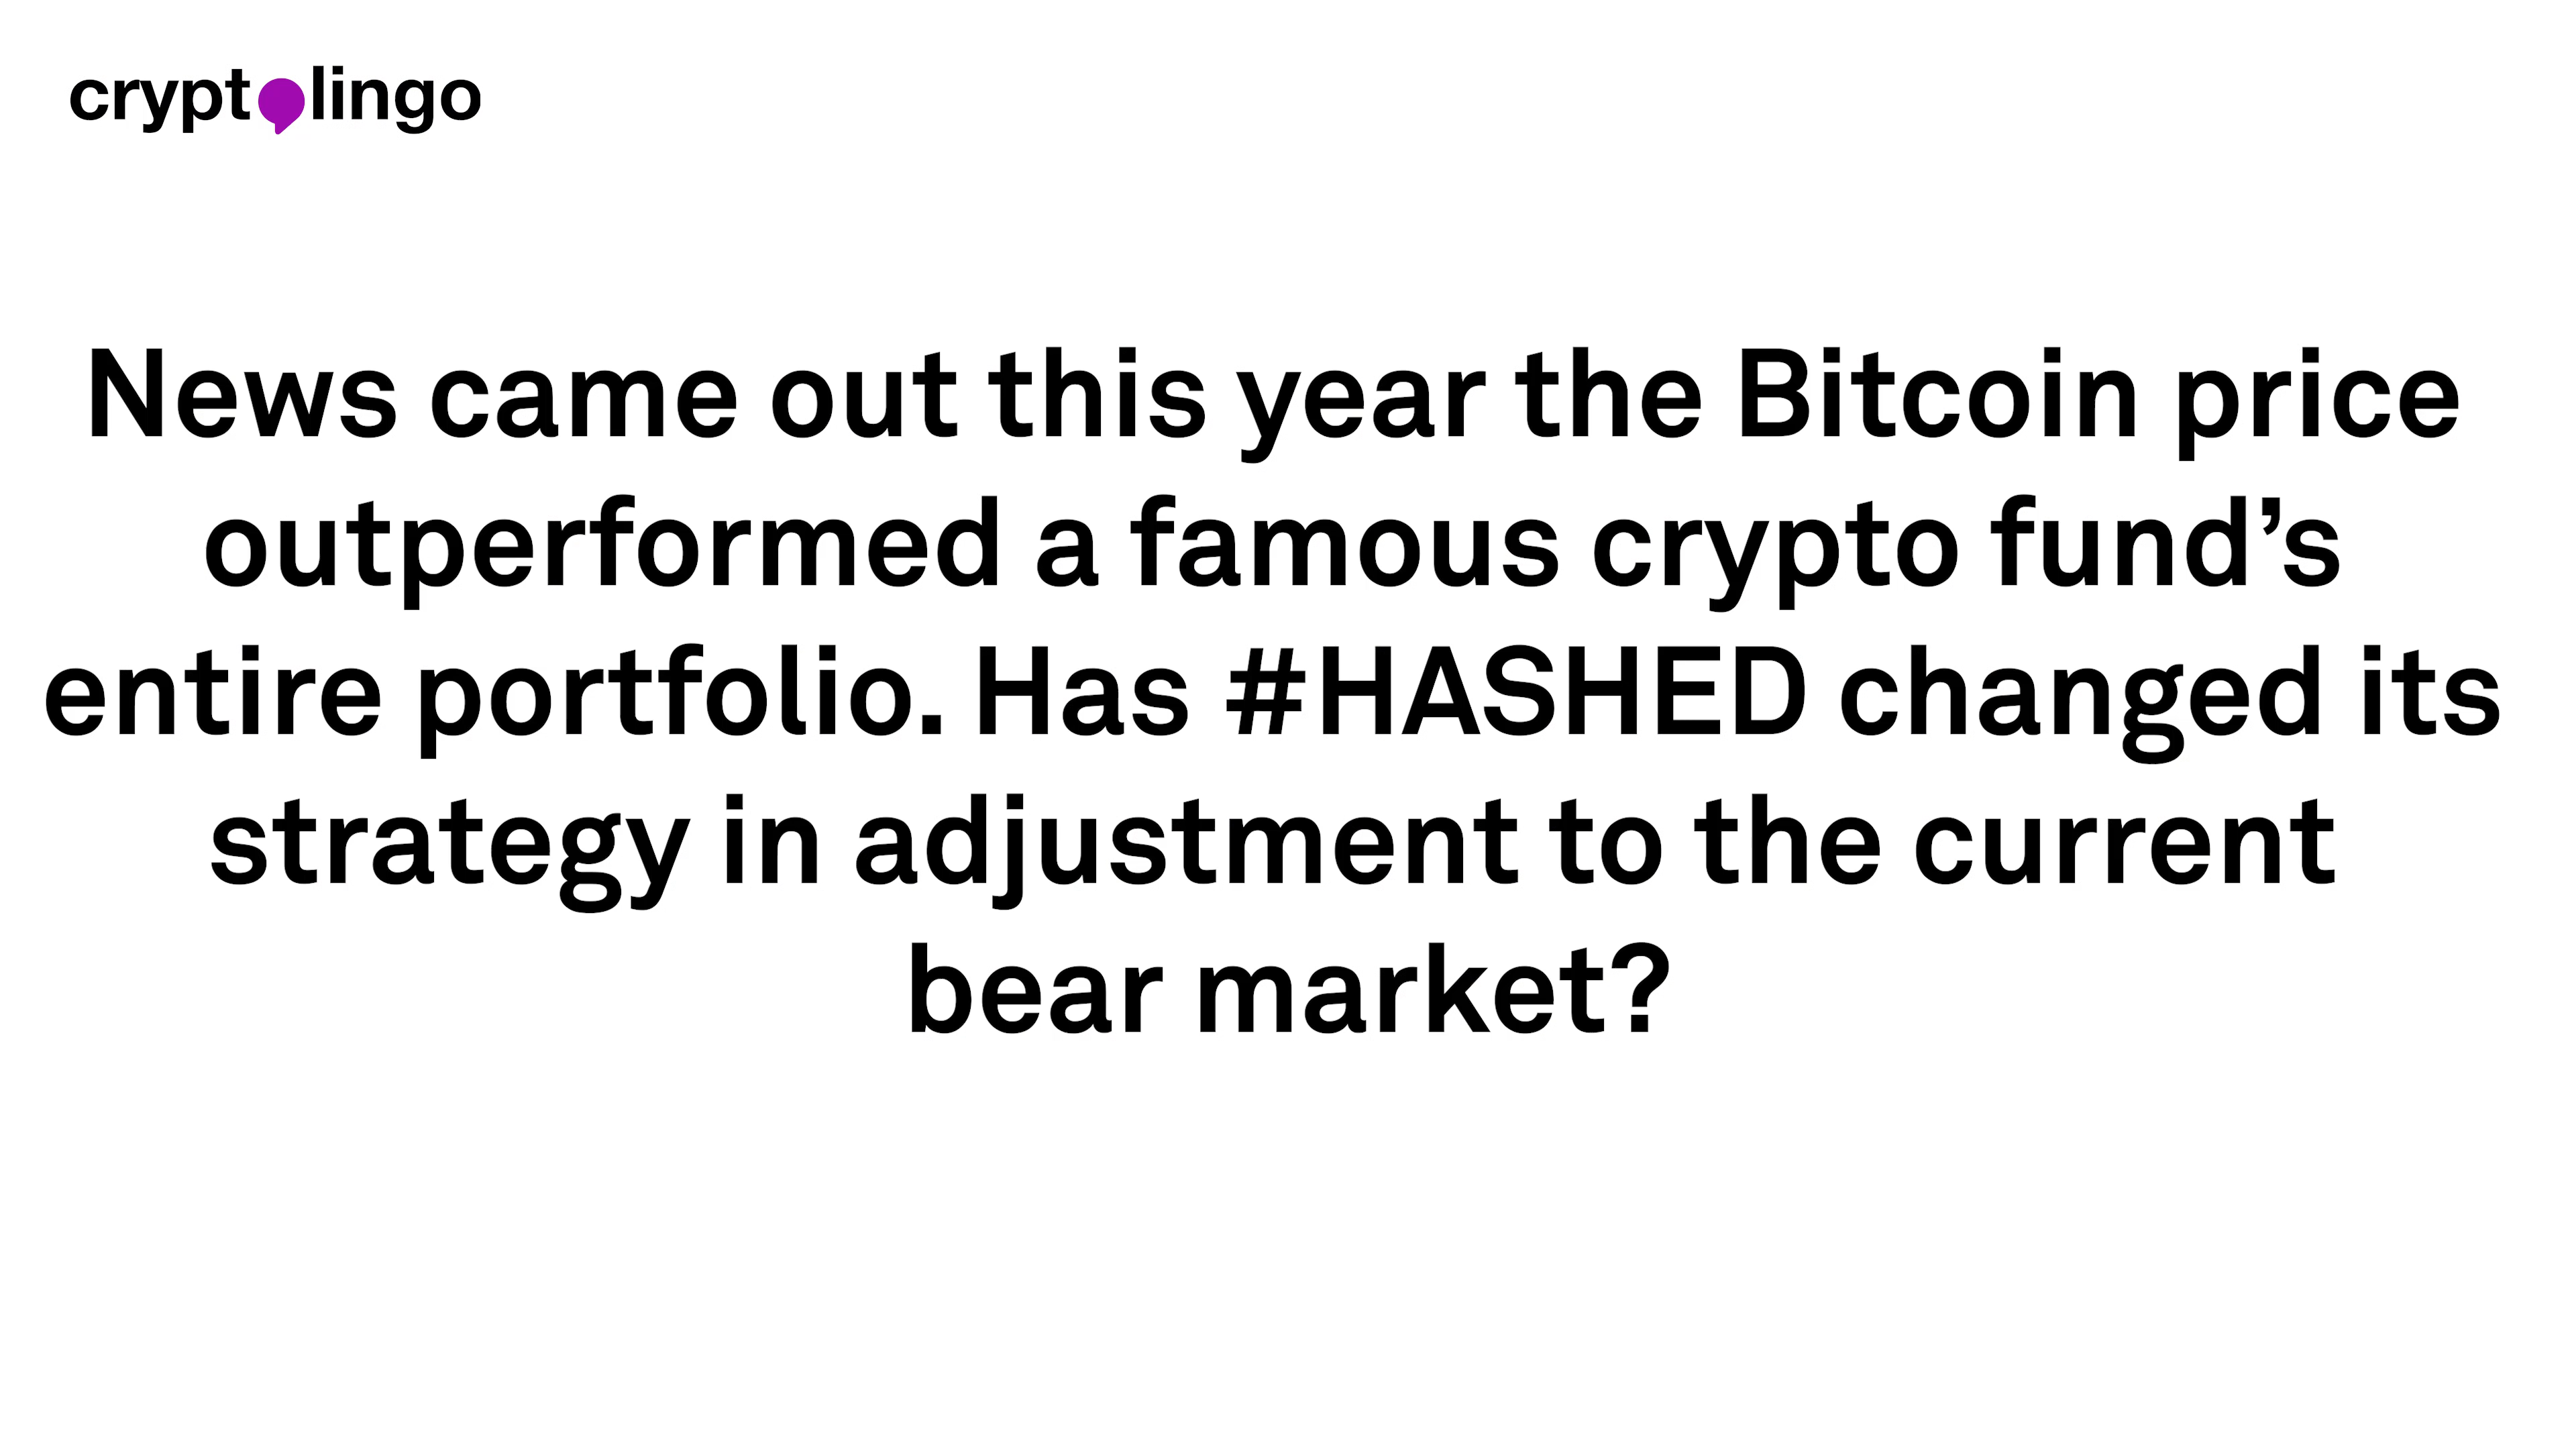 cryptolingo
News came out this year the Bitcoin price
outperformed a famous crypto fund’s
entire portfolio. Has #HASHED changed its
strategy in adjustment to the current
bear market?